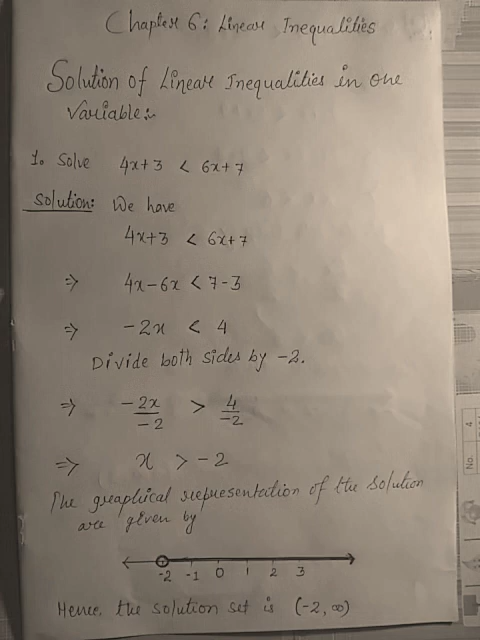 Chapter 6: Linear Inequalities
Solution of Linear Inequalities in one
Variable:-
1. Solve 4x+3 < 6x+7
Solution: We have
4x+3 < 6x+7
⇒ 4x-6x < 7-3
⇒ -2x < 4
Divide both sides by -2.
⇒ -2x/-2 > 4/-2
⇒ x > -2
The graphical representation of the solution
are given by
-2 -1 0 1 2 3
Hence, the solution set is (-2, ∞)
No. 4